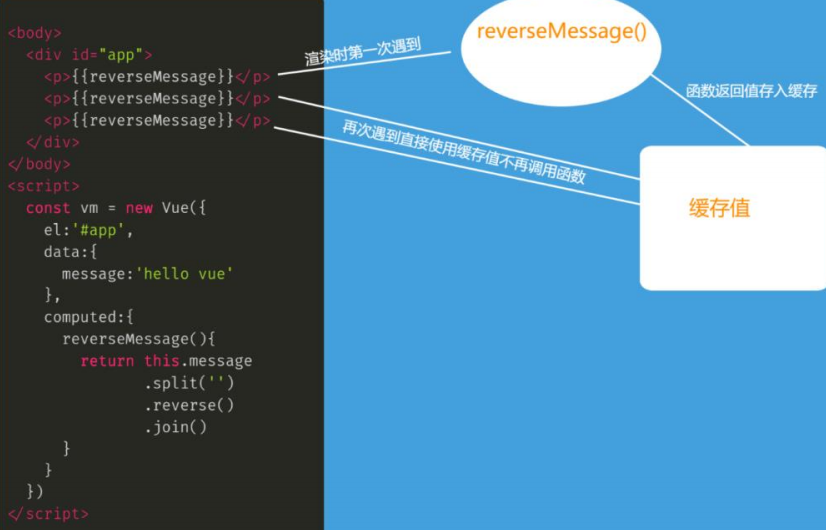 <body>
<div id="app">
<p>{{reverseMessage}}</p>
<p>{{reverseMessage}}</p>
<p>{{reverseMessage}}</p>
</div>
</body>
<script>
const vm = new Vue({
el:'#app',
data:{
message:'hello vue'
},
computed:{
reverseMessage(){
return this.message
.split('')
.reverse()
.join()
}
}
})
</script>
渲染时第一次遇到
reverseMessage()
函数返回值存入缓存
再次遇到直接使用缓存值不再调用函数
缓存值